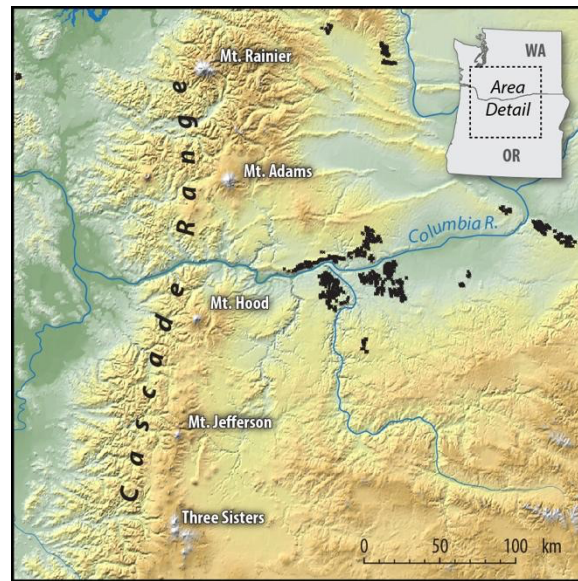 WA
Area
Detail
OR
Mt. Rainier
Mt. Adams
Cascade Range
Columbia R.
Mt. Hood
Mt. Jefferson
Three Sisters
0 50 100 km